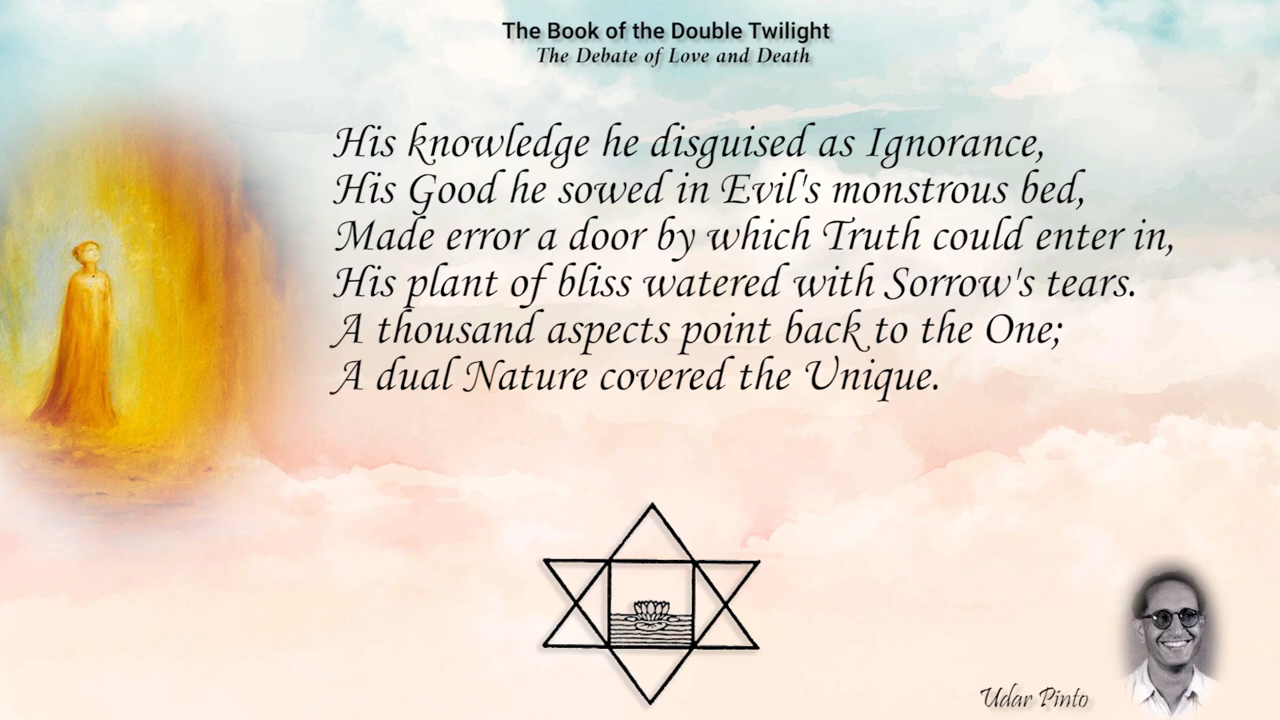 The Book of the Double Twilight
The Debate of Love and Death
His knowledge he disguised as Ignorance,
His Good he sowed in Evil's monstrous bed,
Made error a door by which Truth could enter in,
His plant of bliss watered with Sorrow's tears.
A thousand aspects point back to the One;
A dual Nature covered the Unique.
Udar Pinto